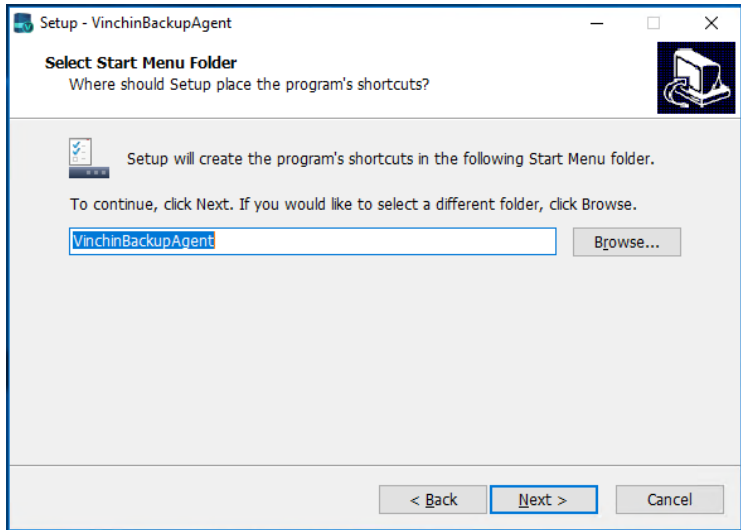 Setup - VinchinBackupAgent
Select Start Menu Folder
Where should Setup place the program's shortcuts?
Setup will create the program's shortcuts in the following Start Menu folder.
To continue, click Next. If you would like to select a different folder, click Browse.
VinchinBackupAgent
Browse...
< Back
Next >
Cancel